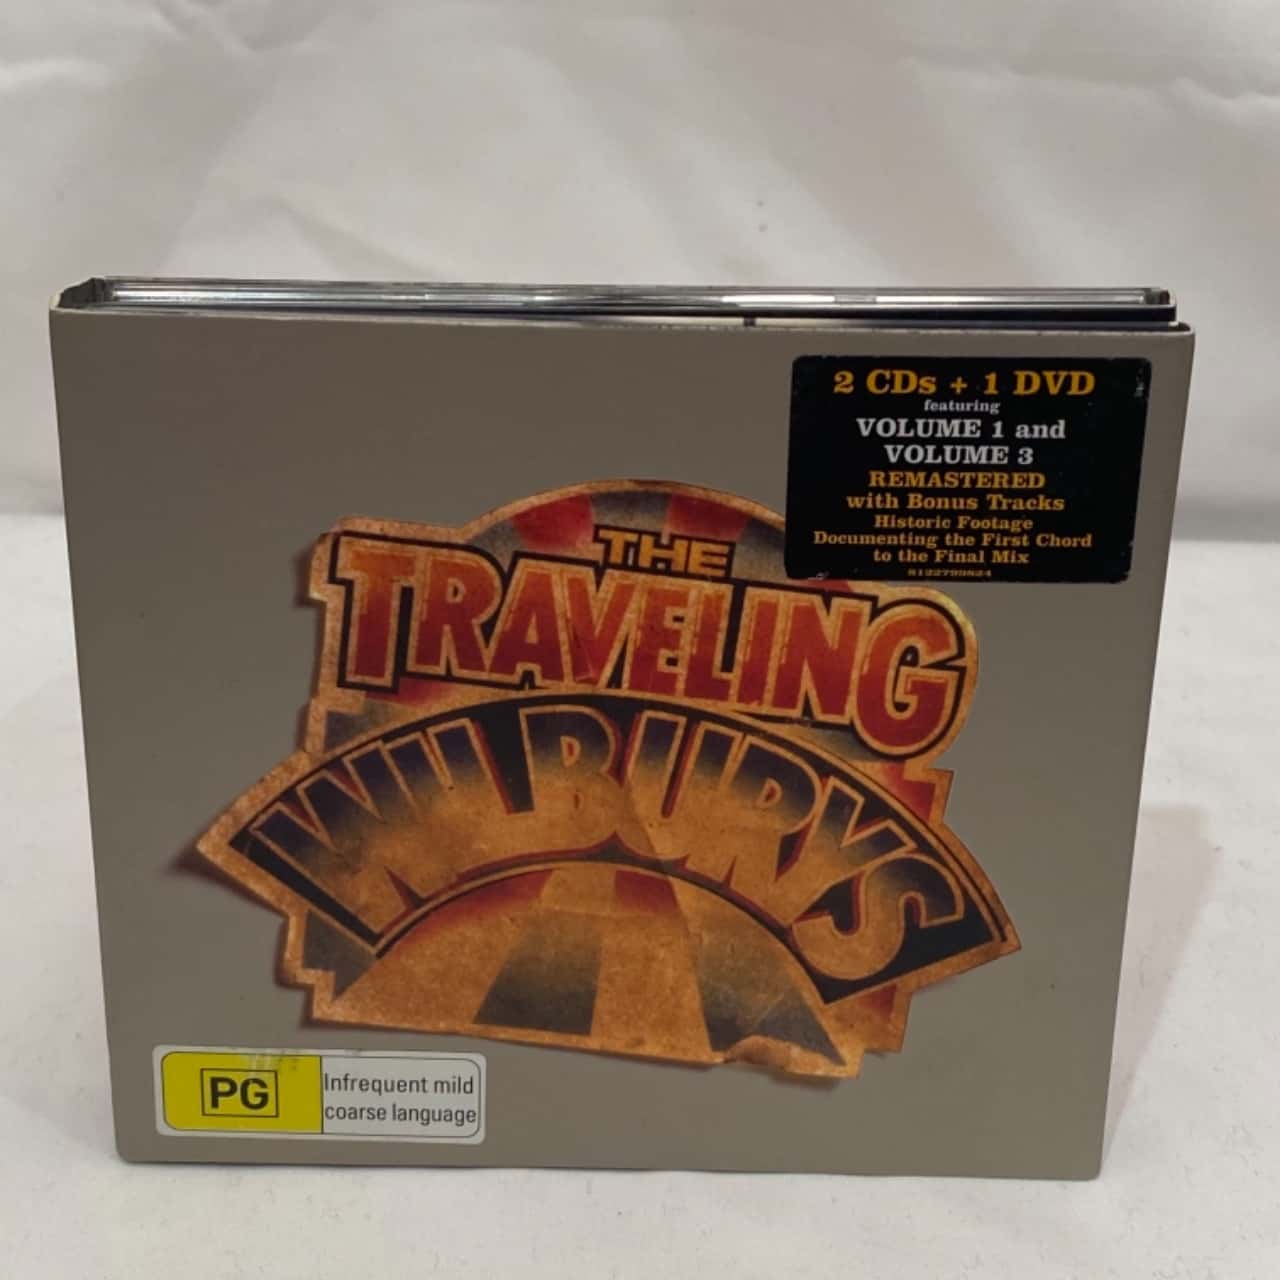 2 CDs + 1 DVD
featuring
VOLUME 1 and
VOLUME 3
REMASTERED
with Bonus Tracks
Historic Footage
Documenting the First Chord
to the Final Mix
8122799824
THE
TRAVELING
WILBURYS
PG
Infrequent mild
coarse language